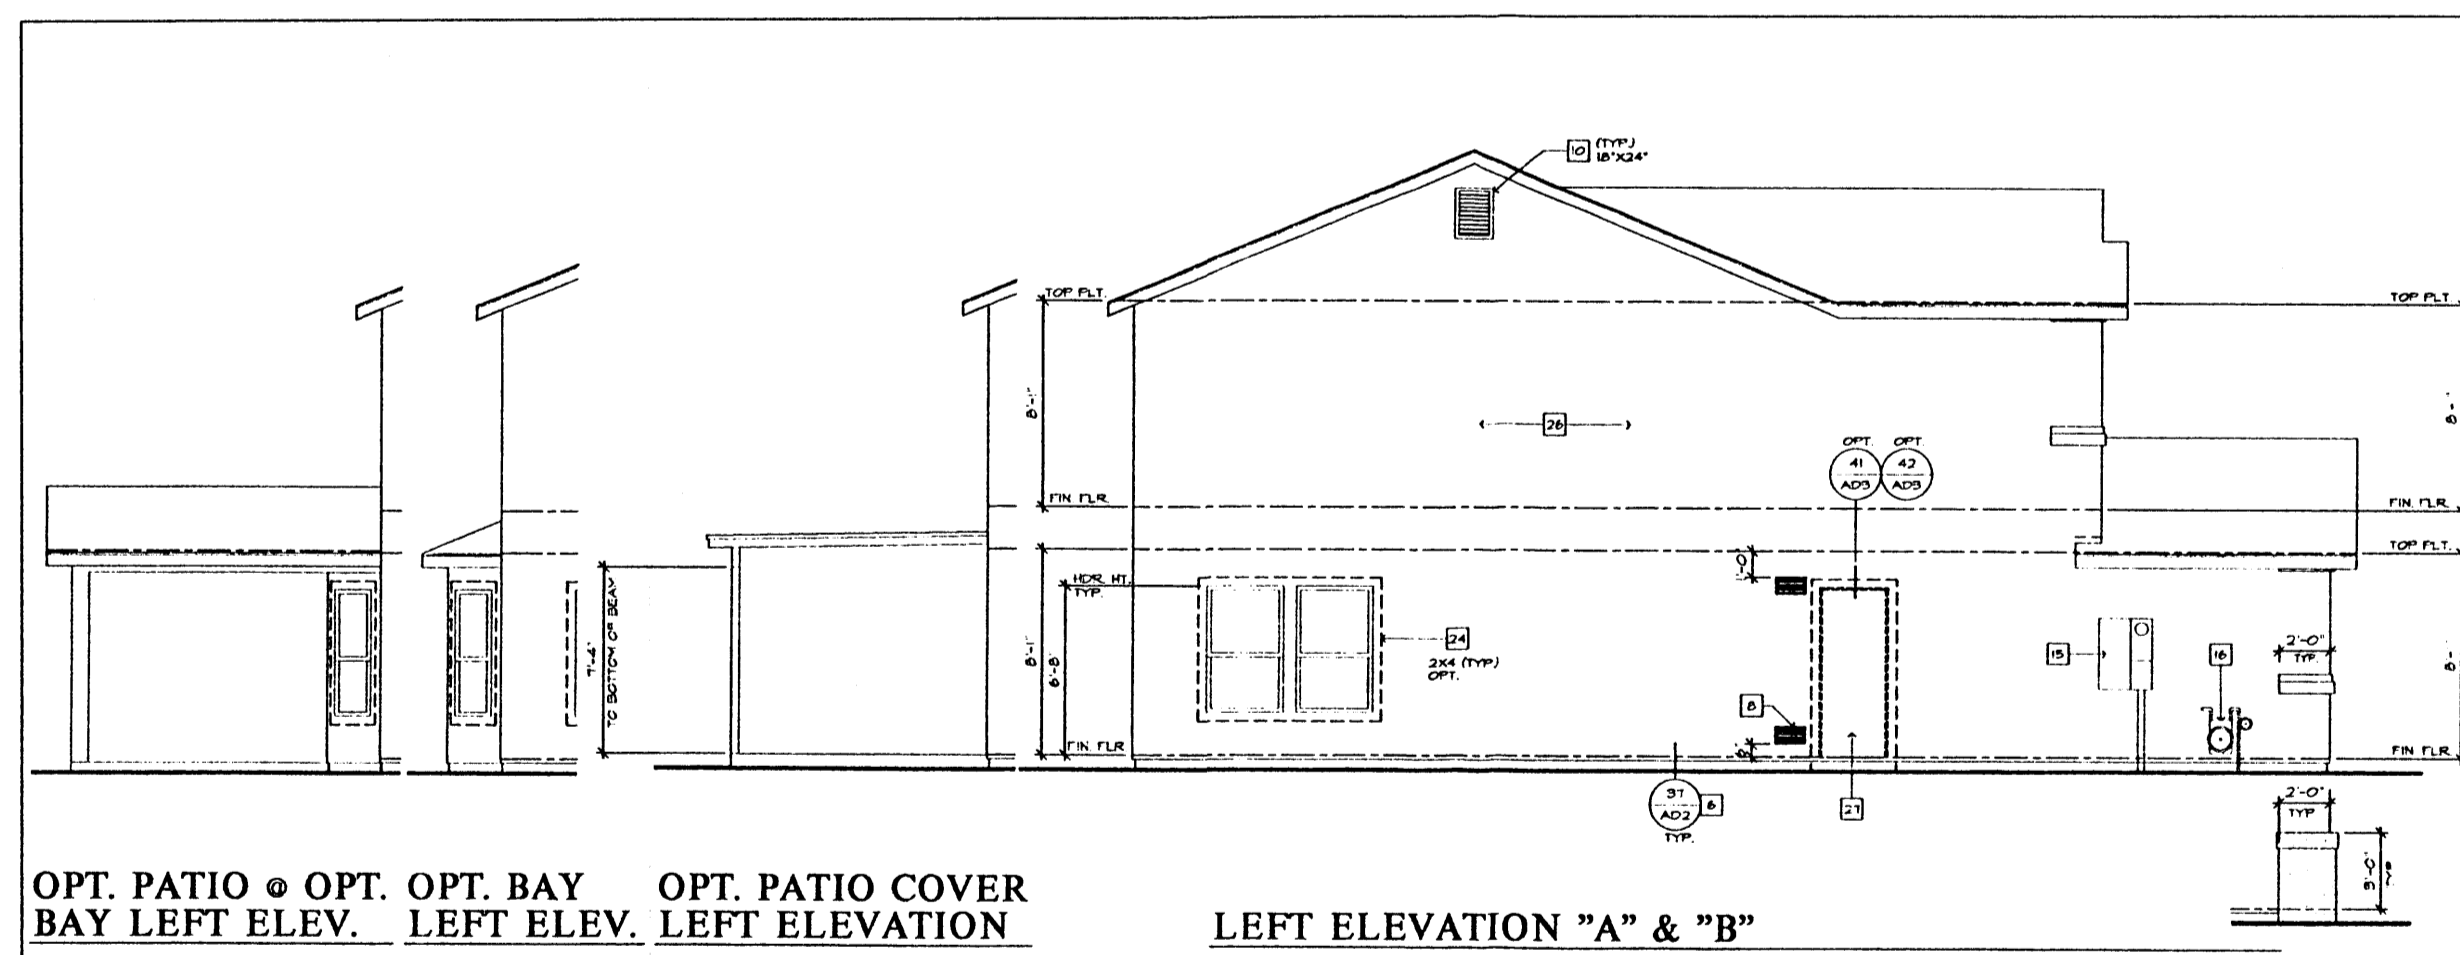 10 (TYP.)
18"X24"
TOP PLT.
TOP PLT.
8'-1"
26
OPT. OPT.
41 42
AD3 AD3
FIN. FLR.
FIN. FLR.
TOP PLT.
HDR. HT.
TYP.
7'-4"
TO BOTTOM OF BEAM
8'-1"
6'-8"
24
2X4 (TYP.)
OPT.
8
15
16
2'-0"
TYP.
FIN. FLR.
FIN. FLR.
37
AD2
6
TYP.
27
2'-0"
TYP.
3'-0"
TYP.
OPT. PATIO @ OPT.
BAY LEFT ELEV.
OPT. BAY
LEFT ELEV.
OPT. PATIO COVER
LEFT ELEVATION
LEFT ELEVATION "A" & "B"